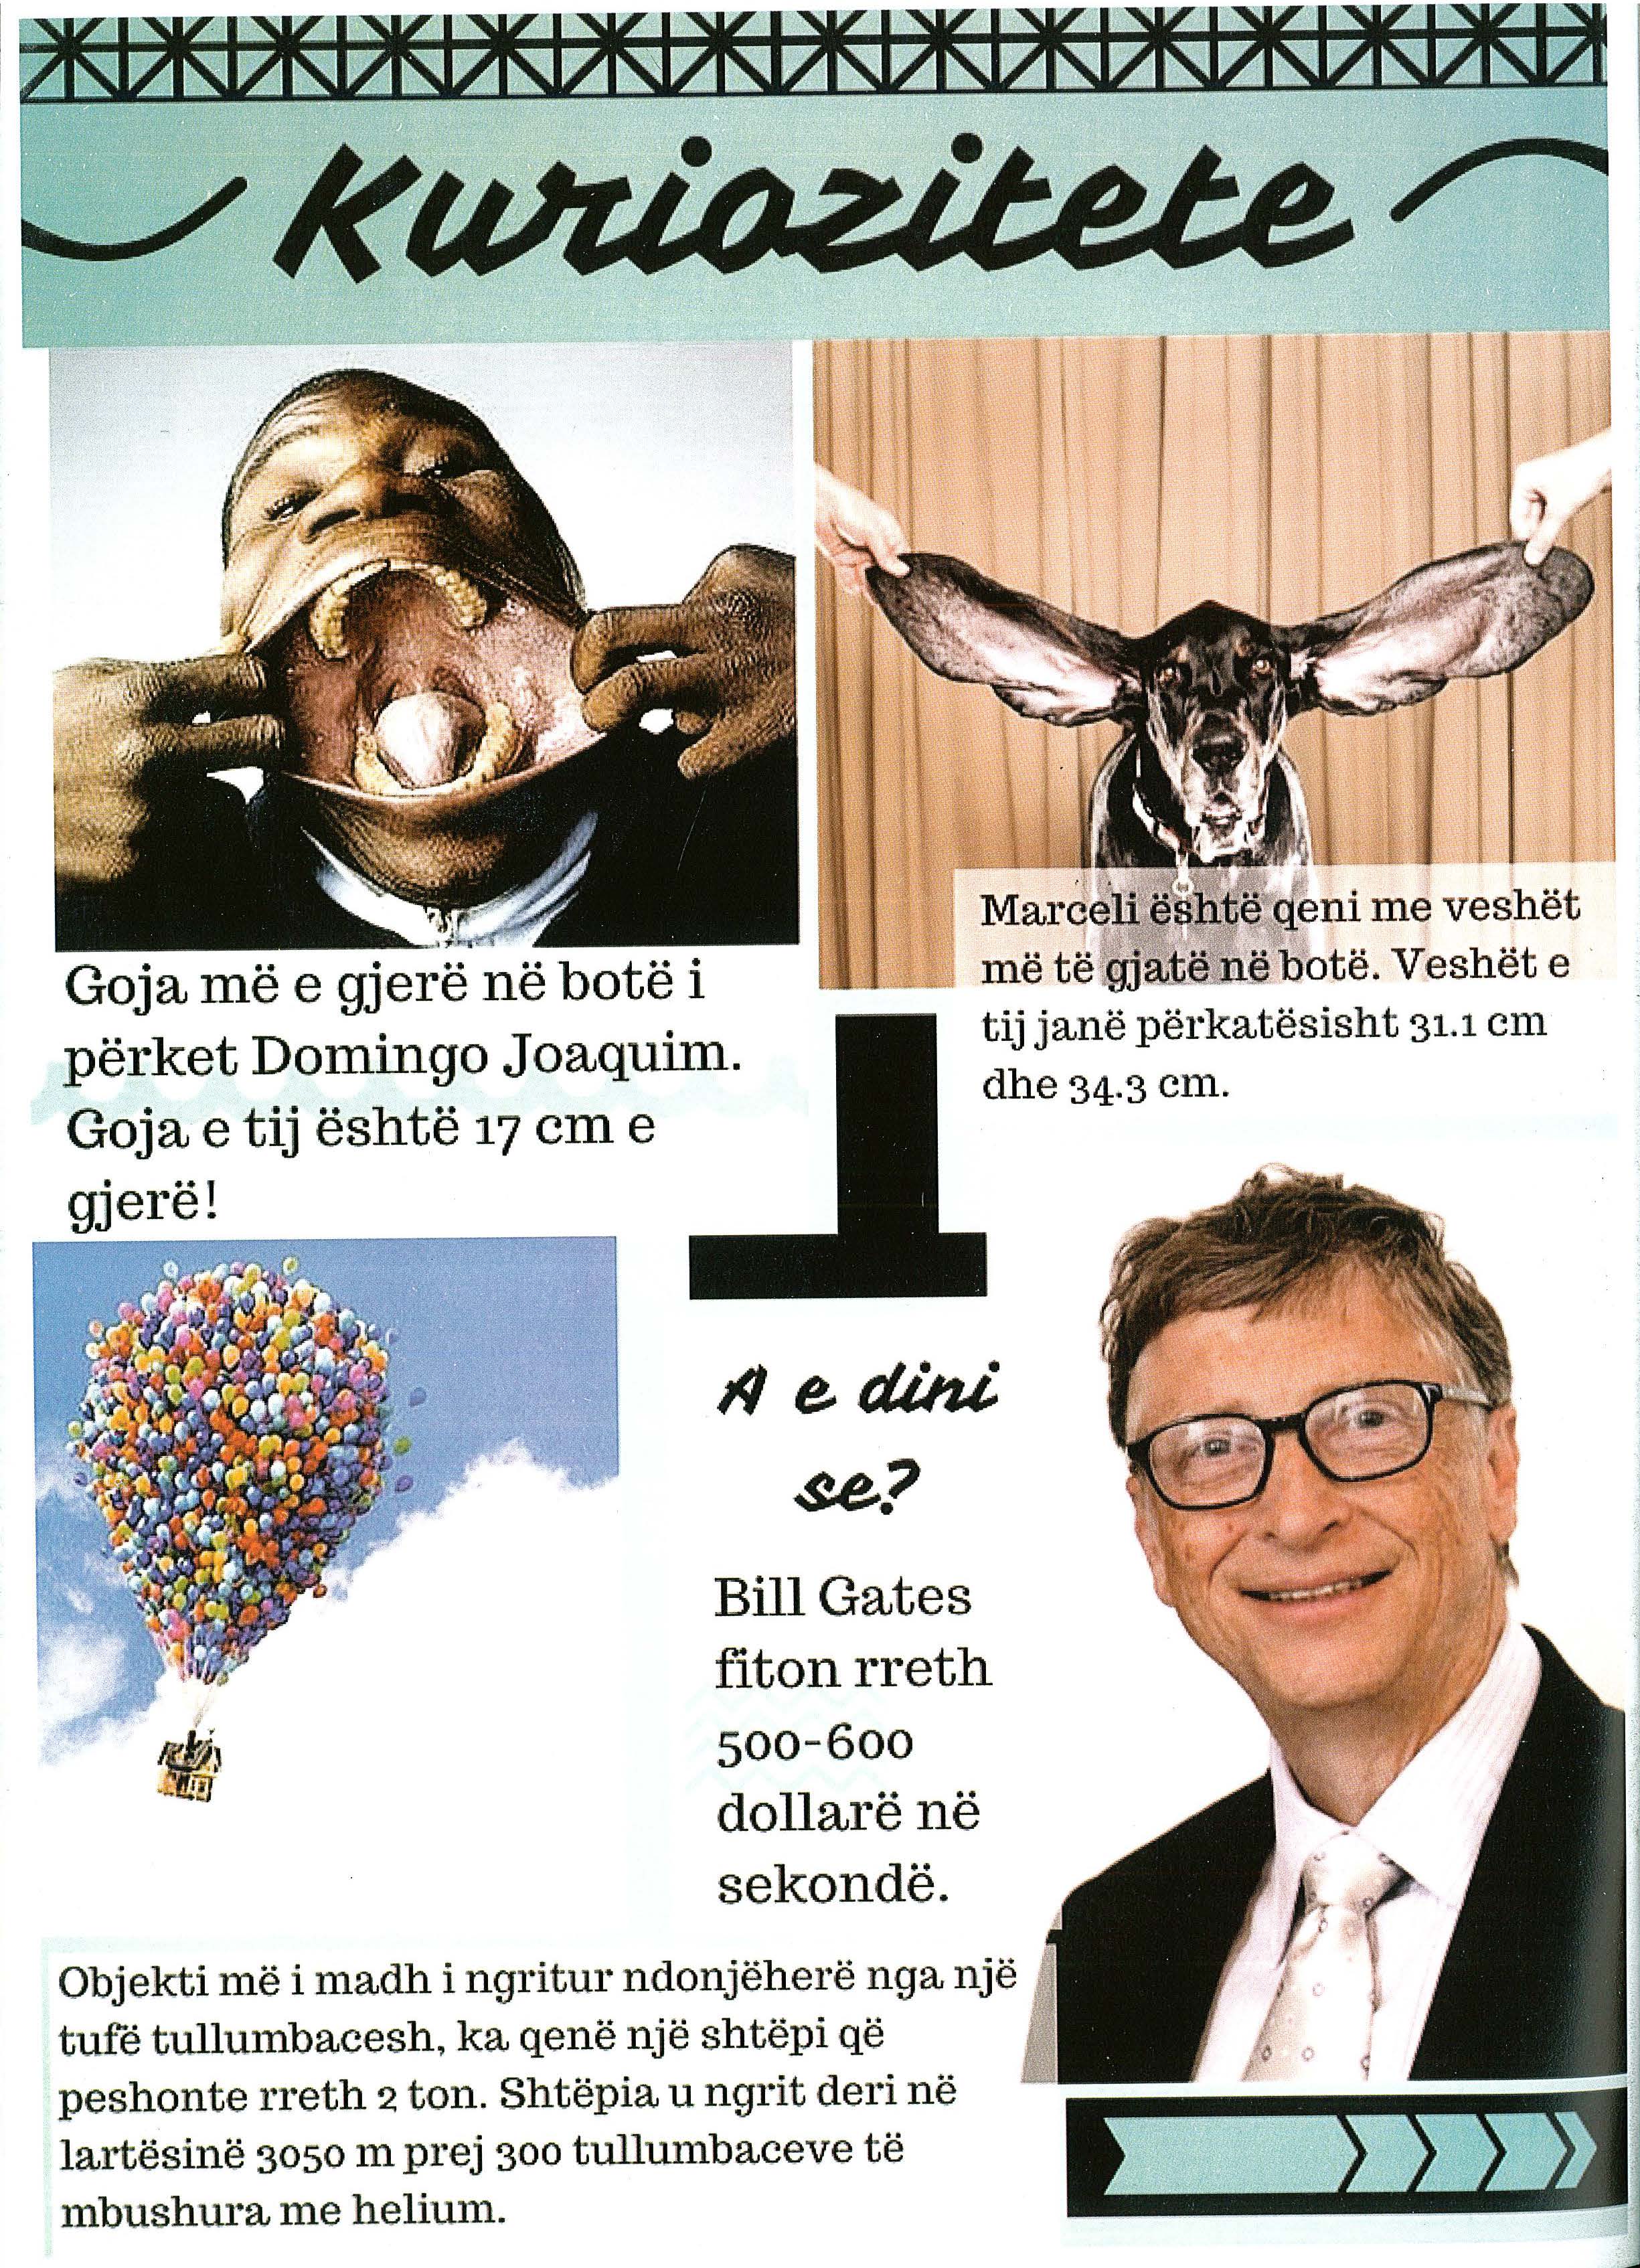 Kuriozitete
Goja më e gjerë në botë i
përket Domingo Joaquim.
Goja e tij është 17 cm e
gjerë!
Marceli është qeni me veshët
më të gjatë në botë. Veshët e
tij janë përkatësisht 31.1 cm
dhe 34.3 cm.
A e dini
se?
Bill Gates
fiton rreth
500-600
dollarë në
sekondë.
Objekti më i madh i ngritur ndonjëherë nga një
tufë tullumbacesh, ka qenë një shtëpi që
peshonte rreth 2 ton. Shtëpia u ngrit deri në
lartësinë 3050 m prej 300 tullumbaceve të
mbushura me helium.